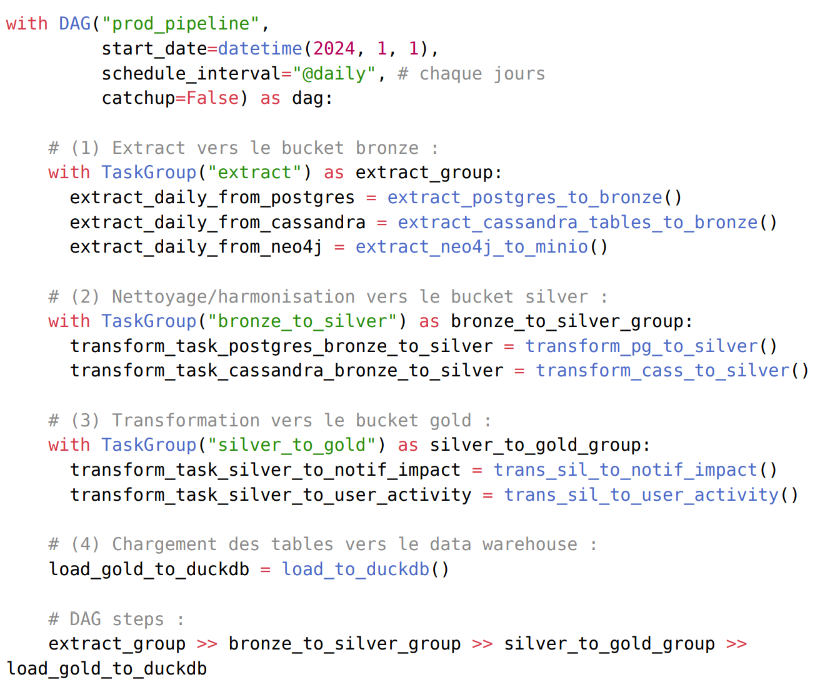 with DAG("prod_pipeline",
         start_date=datetime(2024, 1, 1),
         schedule_interval="@daily", # chaque jours
         catchup=False) as dag:

    # (1) Extract vers le bucket bronze :
    with TaskGroup("extract") as extract_group:
      extract_daily_from_postgres = extract_postgres_to_bronze()
      extract_daily_from_cassandra = extract_cassandra_tables_to_bronze()
      extract_daily_from_neo4j = extract_neo4j_to_minio()

    # (2) Nettoyage/harmonisation vers le bucket silver :
    with TaskGroup("bronze_to_silver") as bronze_to_silver_group:
      transform_task_postgres_bronze_to_silver = transform_pg_to_silver()
      transform_task_cassandra_bronze_to_silver = transform_cass_to_silver()

    # (3) Transformation vers le bucket gold :
    with TaskGroup("silver_to_gold") as silver_to_gold_group:
      transform_task_silver_to_notif_impact = trans_sil_to_notif_impact()
      transform_task_silver_to_user_activity = trans_sil_to_user_activity()

    # (4) Chargement des tables vers le data warehouse :
    load_gold_to_duckdb = load_to_duckdb()

    # DAG steps :
    extract_group >> bronze_to_silver_group >> silver_to_gold_group >>
load_gold_to_duckdb